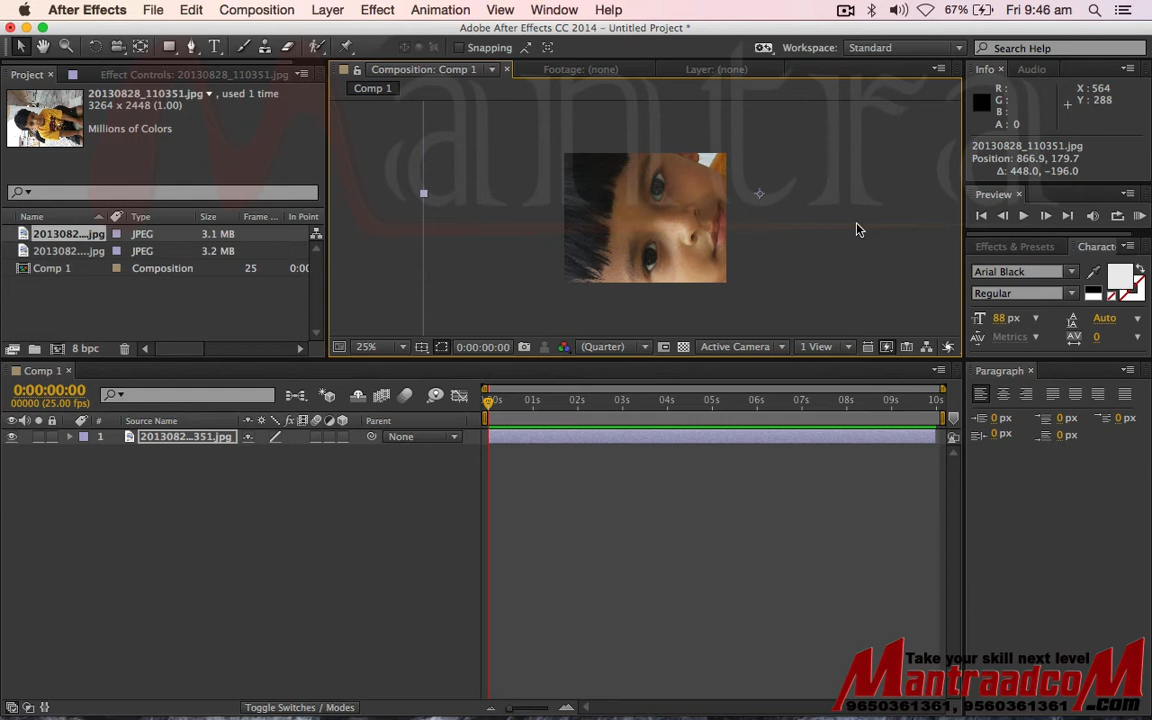 After Effects File Edit Composition Layer Effect Animation View Window Help 67% Fri 9:46 am
Adobe After Effects CC 2014 - Untitled Project *
Snapping Workspace: Standard Search Help
Project Effect Controls: 20130828_110351.jpg Composition: Comp 1 Footage: (none) Layer: (none) Info Audio
Comp 1
20130828_110351.jpg , used 1 time
3264 x 2448 (1.00)
Millions of Colors
R : X : 564
G : Y : 288
B :
A : 0
20130828_110351.jpg
Position: 866.9, 179.7
Δ: 448.0, -196.0
Preview
Name Type Size Frame ... In Point
2013082....jpg JPEG 3.1 MB
2013082....jpg JPEG 3.2 MB
Comp 1 Composition 25 0:00
Effects & Presets Charact
Arial Black
Regular
88 px Auto
Metrics 0
8 bpc 25% 0:00:00:00 (Quarter) Active Camera 1 View
Comp 1
0:00:00:00
00000 (25.00 fps)
01s 02s 03s 04s 05s 06s 07s 08s 09s 10s
# Source Name fx Parent
1 2013082...351.jpg None
Paragraph
0 px 0 px 0 px
0 px 0 px
Toggle Switches / Modes
Mantra
Take your skill next level
MantraadcoM
9650361361, 9560361361 .com